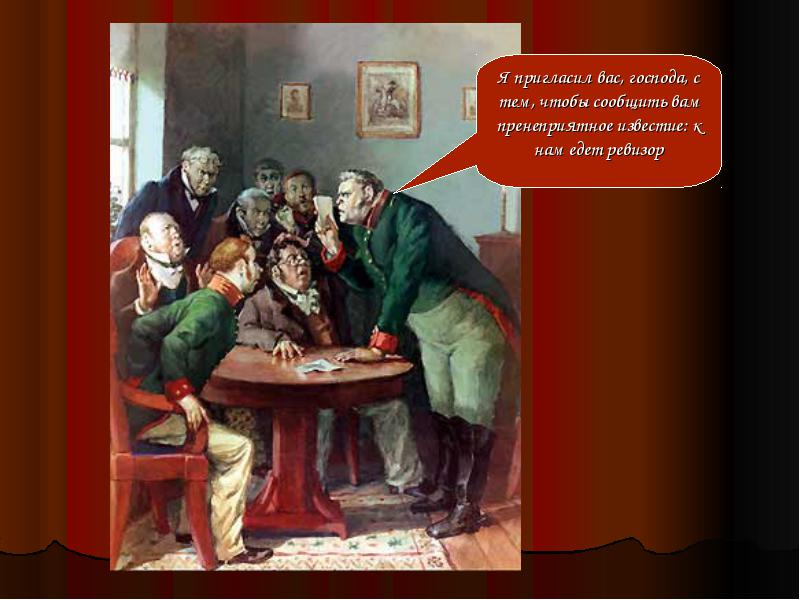 Я пригласил вас, господа, с
тем, чтобы сообщить вам
пренеприятное известие: к
нам едет ревизор